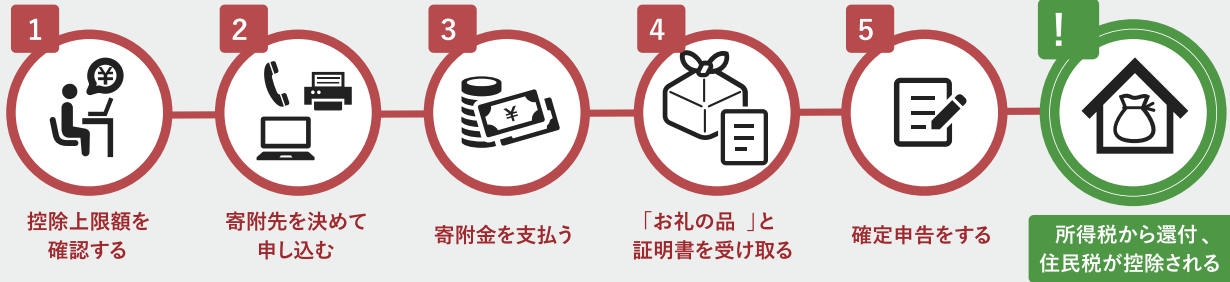 1
控除上限額を
確認する
2
寄附先を決めて
申し込む
3
¥
寄附金を支払う
4
「お礼の品 」と
証明書を受け取る
5
確定申告をする
!
所得税から還付、
住民税が控除される
¥